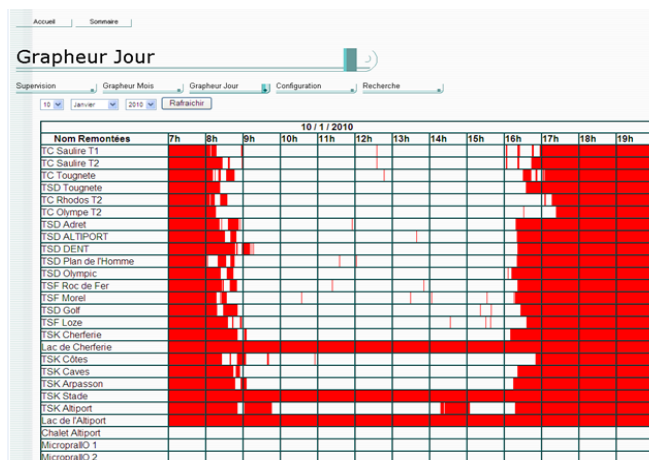 Accueil Sommaire
Grapheur Jour
Supervision Grapheur Mois Grapheur Jour Configuration Recherche
10 Janvier 2010 Rafraichir
10 / 1 / 2010
Nom Remontées 7h 8h 9h 10h 11h 12h 13h 14h 15h 16h 17h 18h 19h
TC Saulire T1
TC Saulire T2
TC Tougnete
TSD Tougnete
TC Rhodos T2
TC Olympe T2
TSD Adret
TSD ALTIPORT
TSD DENT
TSD Plan de l'Homme
TSD Olympic
TSF Roc de Fer
TSF Morel
TSD Golf
TSF Loze
TSK Cherferie
Lac de Cherferie
TSK Côtes
TSK Caves
TSK Arpasson
TSK Stade
TSK Altiport
Lac de l'Altiport
Chalet Altiport
MicroprallO 1
MicroprallO 2